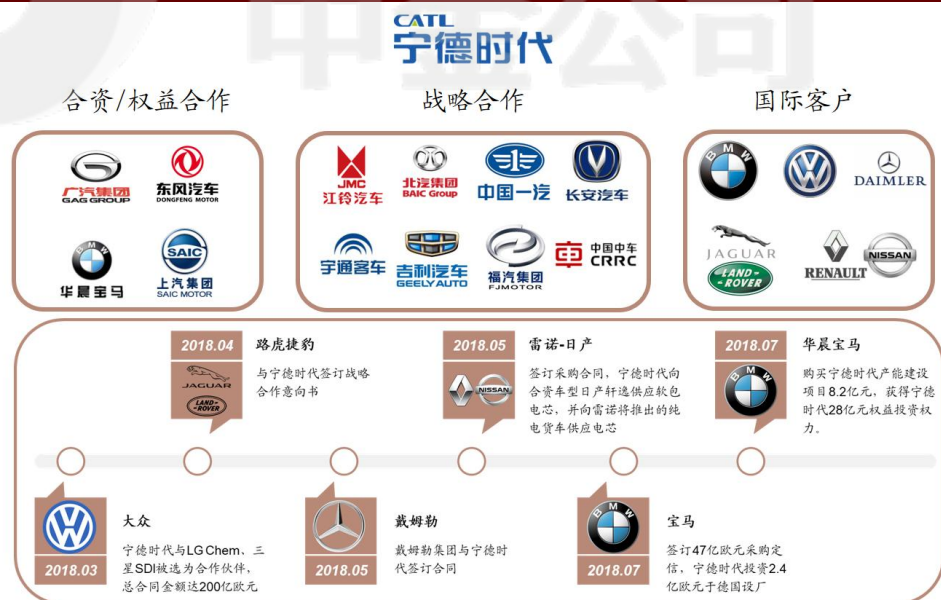 中金公司
CATL
宁德时代
合资/权益合作
战略合作
国际客户
广汽集团
GAG GROUP
东风汽车
DONGFENG MOTOR
BMW
华晨宝马
SAIC
上汽集团
SAIC MOTOR
JMC
江铃汽车
北汽集团
BAIC Group
中国一汽
长安汽车
宇通客车
吉利汽车
GEELY AUTO
福汽集团
FJMOTOR
中国中车
CRRC
BMW
DAIMLER
JAGUAR
LAND-
-ROVER
RENAULT
NISSAN
2018.04
路虎捷豹
JAGUAR
LAND-
-ROVER
与宁德时代签订战略
合作意向书
2018.05
雷诺-日产
NISSAN
签订采购合同,宁德时代向
合资车型日产轩逸供应软包
电芯,并向雷诺将推出的纯
电货车供应电芯
2018.07
华晨宝马
BMW
购买宁德时代产能建设
项目8.2亿元,获得宁德
时代28亿元权益投资权
力。
大众
宁德时代与LG Chem、三
星SDI被选为合作伙伴,
总合同金额达200亿欧元
2018.03
戴姆勒
戴姆勒集团与宁德时
代签订合同
2018.05
BMW
宝马
签订47亿欧元采购定
信,宁德时代投资2.4
亿欧元于德国设厂
2018.07